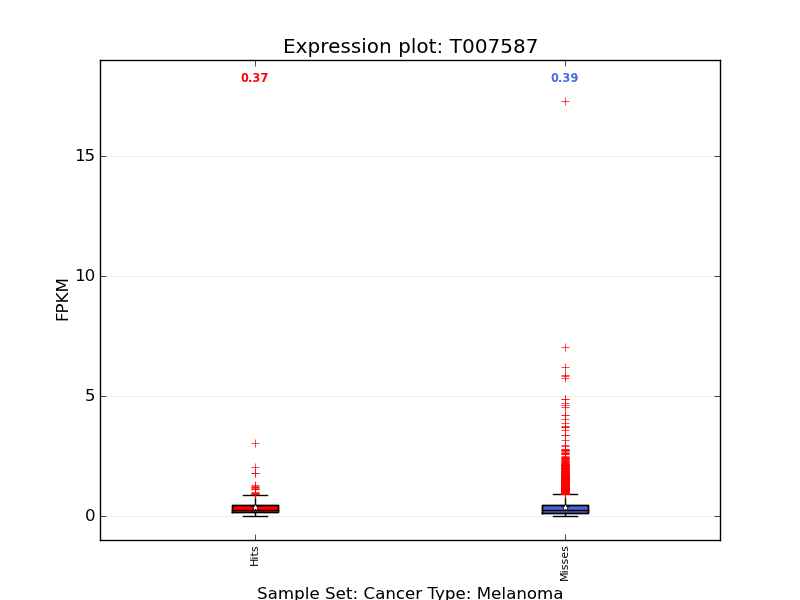 Expression plot: T007587
0.37
0.39
15
10
5
0
FPKM
Hits
Misses
Sample Set: Cancer Type: Melanoma